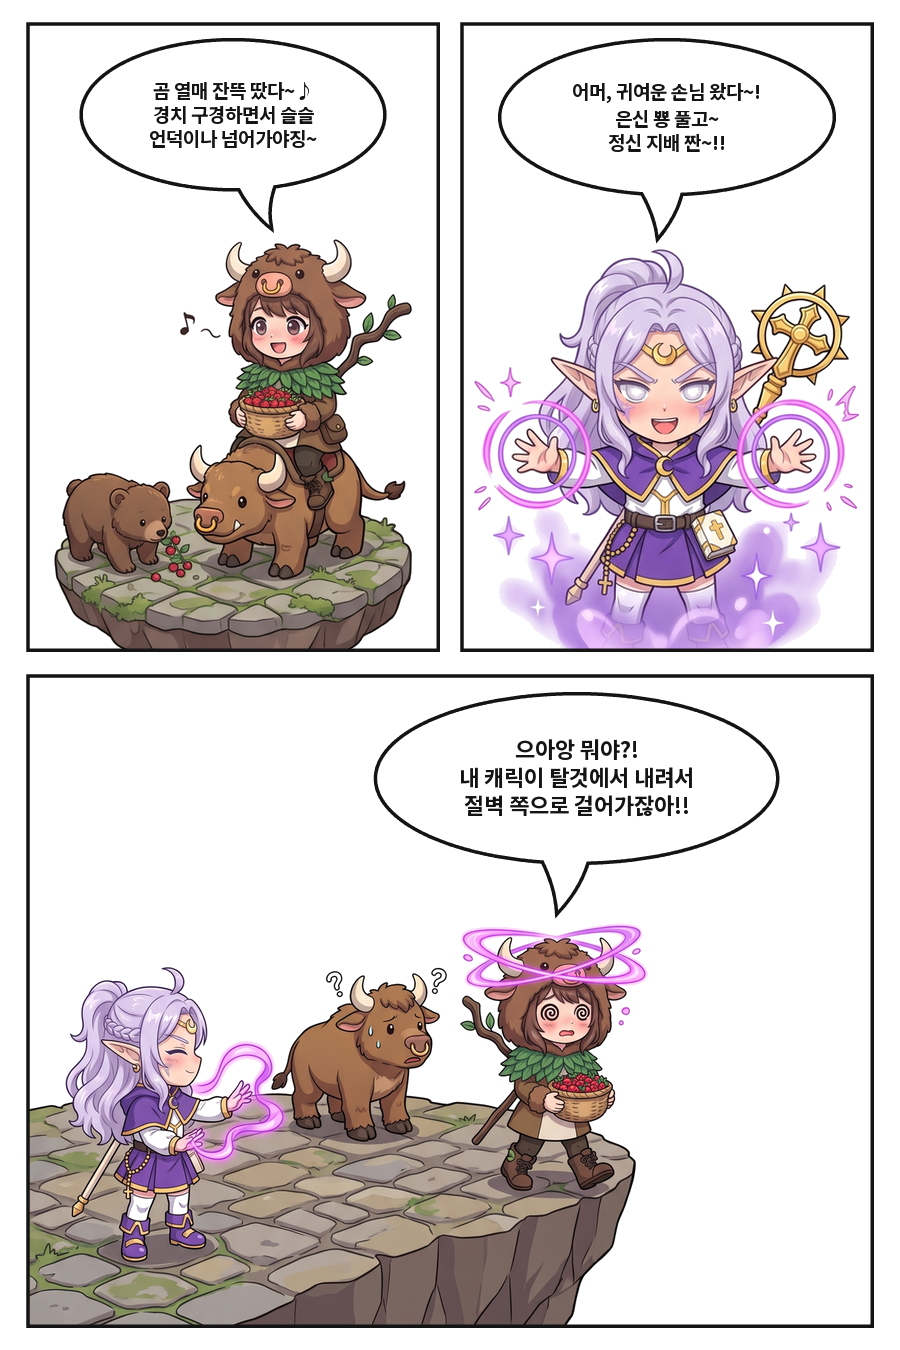 곰 열매 잔뜩 땄다~♪
경치 구경하면서 슬슬
언덕이나 넘어가야징~
어머, 귀여운 손님 왔다~!
은신 뿅 풀고~
정신 지배 짠~!!
으아앙 뭐야?!
내 캐릭이 탈것에서 내려서
절벽 쪽으로 걸어가잖아!!
??